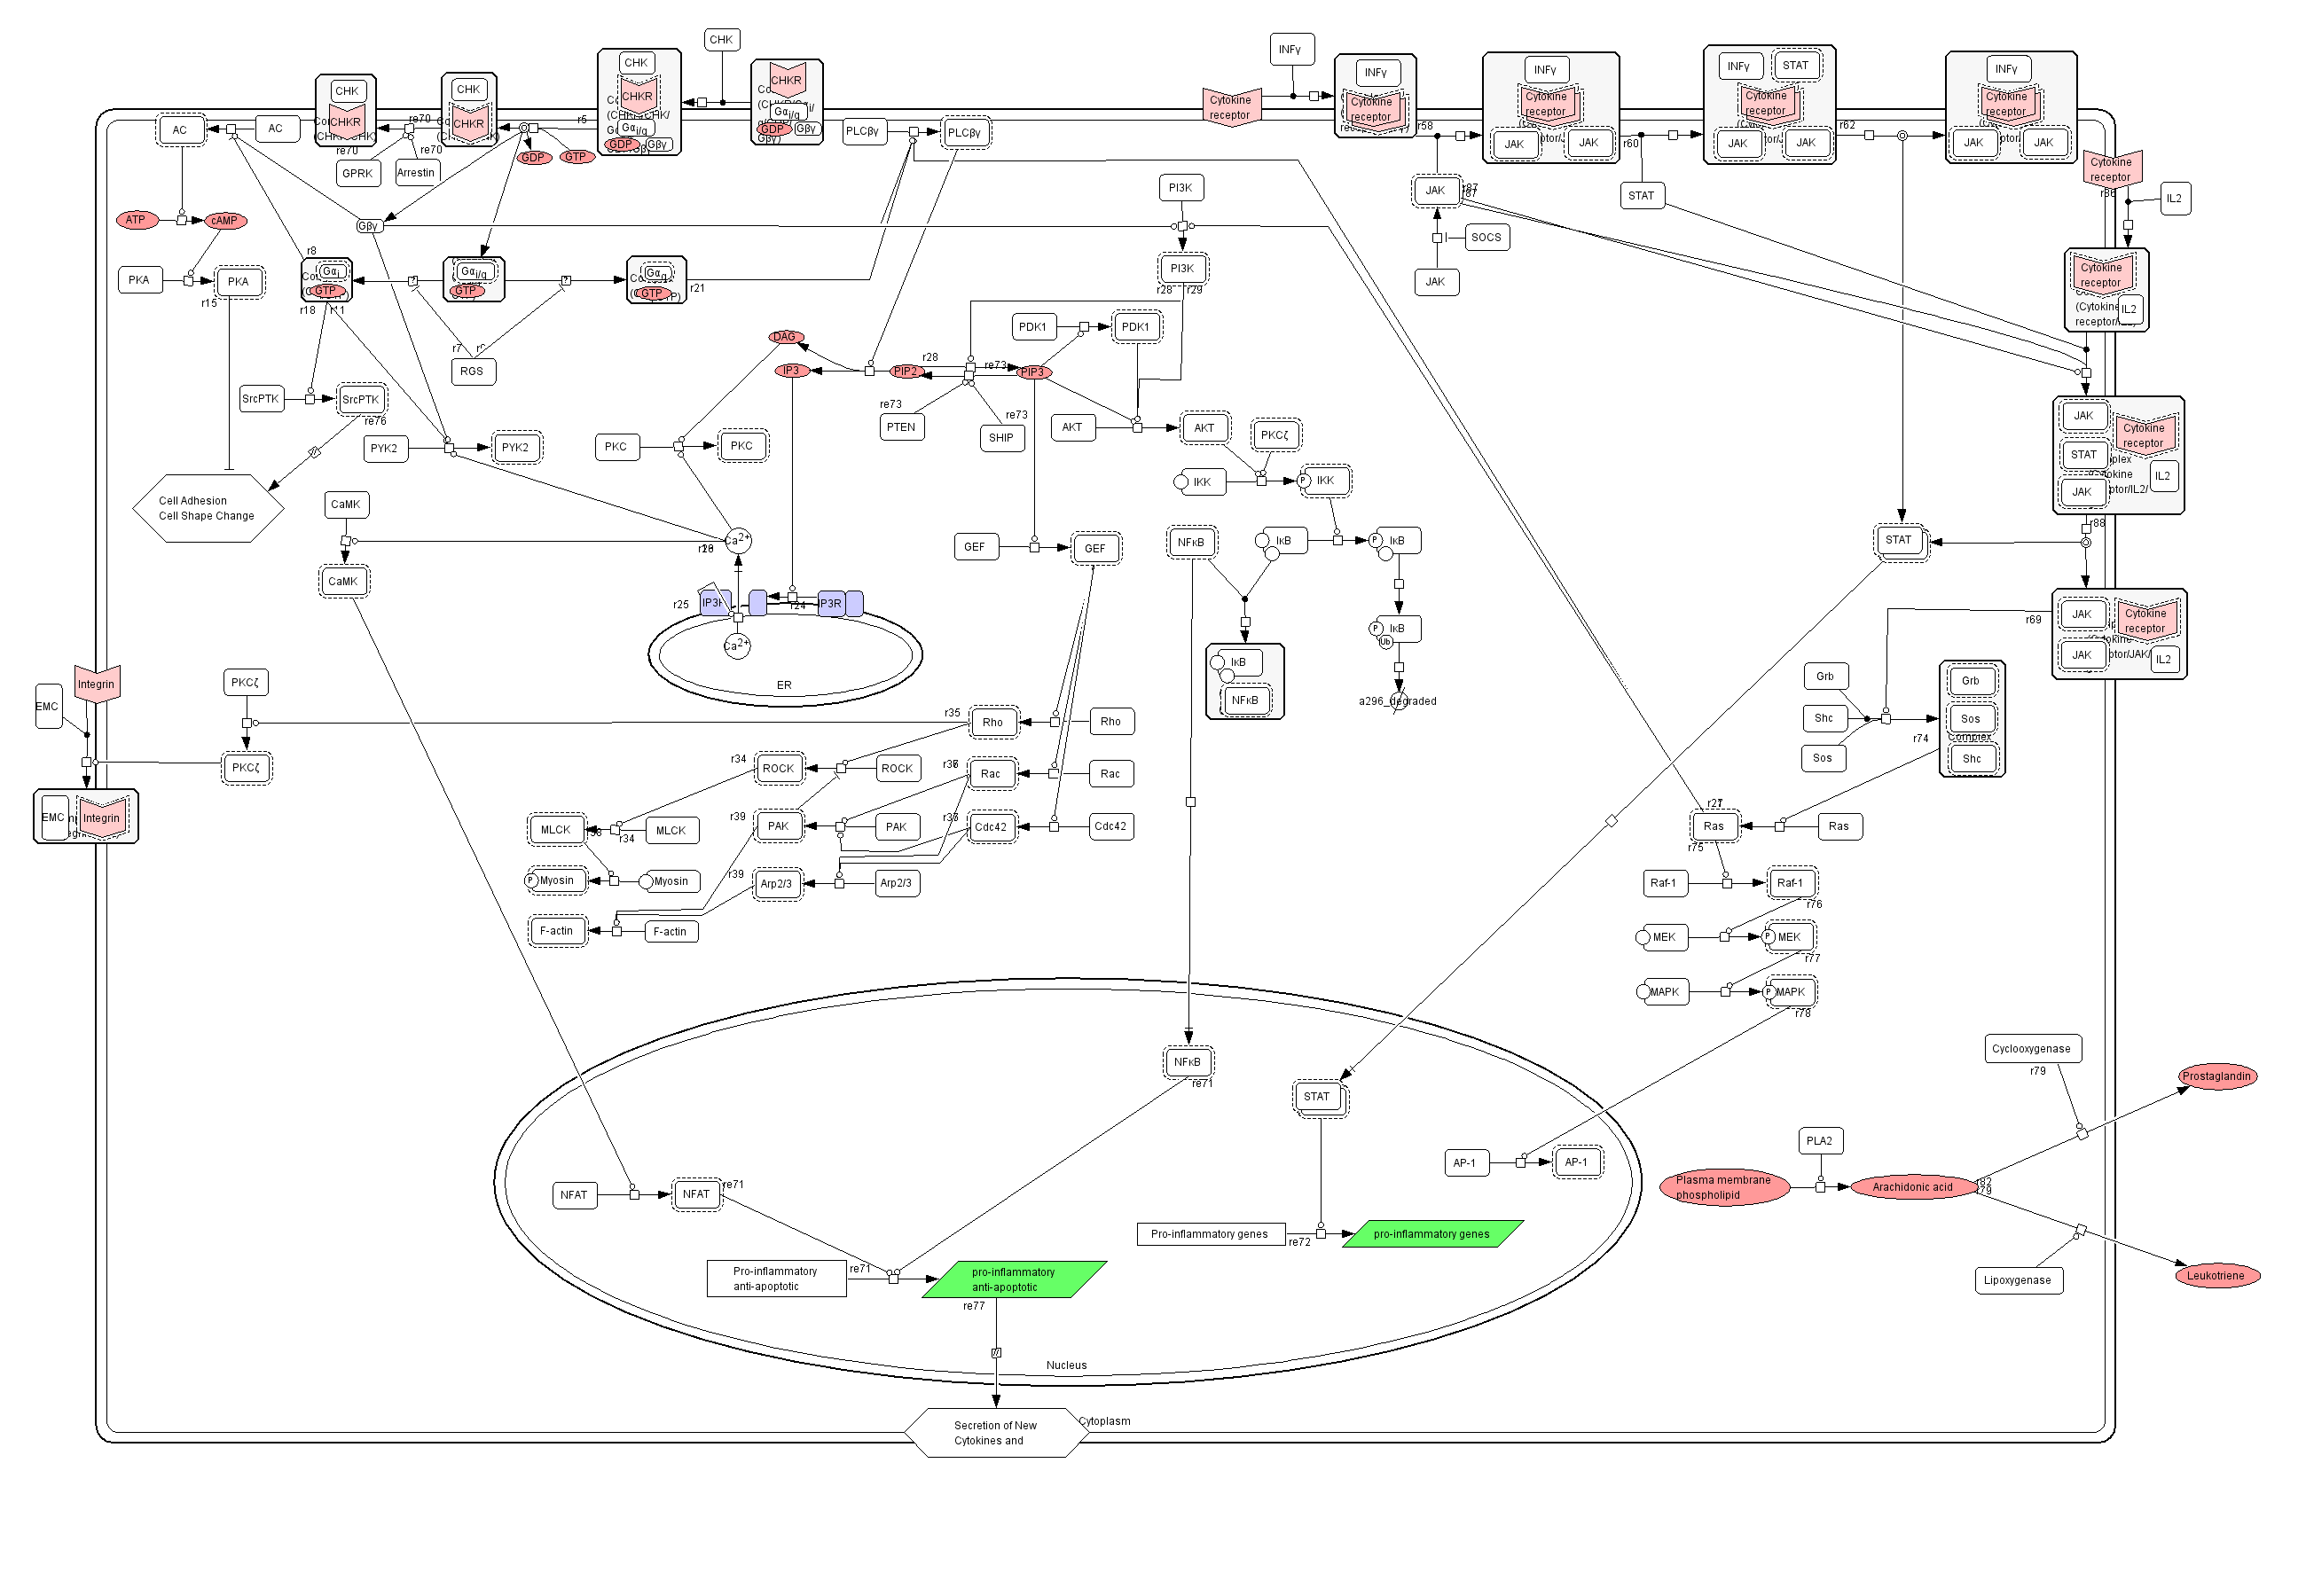 CHK
INFγ
CHK
CHKR
CHK
CHKR
CHK
CHKR
Gαi/q
GDP
Gβγ
CHKR
Gαi/q
GDP
Gβγ
Cytokine
receptor
INFγ
Cytokine
receptor
r58
INFγ
Cytokine
receptor
JAK
JAK
r60
INFγ
STAT
Cytokine
receptor
JAK
JAK
r62
INFγ
Cytokine
receptor
JAK
JAK
AC
AC
re70
r5
PLCβγ
PLCβγ
re70
re70
GPRK
Arrestin
GDP
GTP
Cytokine
receptor
IL2
JAK
r87
STAT
PI3K
ATP
cAMP
Gβγ
SOCS
JAK
r8
PKA
PKA
r15
Gαi
GTP
r18
r11
Gαi/q
GTP
Gαq
GTP
r21
PI3K
r28
r29
Cytokine
receptor
IL2
(Cytokine
DAG
PDK1
PDK1
r7
RGS
IP3
PIP2
r28
re73
PIP3
re73
re73
PTEN
SHIP
SrcPTK
SrcPTK
re76
PYK2
PYK2
PKC
PKC
AKT
AKT
PKCζ
IKK
P
IKK
JAK
Cytokine
receptor
STAT
JAK
IL2
r88
Cell Adhesion
Cell Shape Change
CaMK
CaMK
Ca2+
GEF
GEF
NFκB
IκB
P
IκB
STAT
r25
IP3R
r24
IP3R
Ca2+
ER
P
IκB
Ub
IκB
NFκB
a296_degraded
JAK
Cytokine
receptor
JAK
IL2
r69
Integrin
EMC
PKCζ
PKCζ
EMC
Integrin
Grb
Shc
Sos
r74
Grb
Sos
Complex
Shc
r35
Rho
Rho
r34
ROCK
ROCK
Rac
Rac
r39
PAK
PAK
Cdc42
Cdc42
MLCK
r34
MLCK
P
Myosin
Myosin
r39
Arp2/3
Arp2/3
F-actin
F-actin
Ras
Ras
r75
Raf-1
Raf-1
r76
MEK
P
MEK
r77
MAPK
P
MAPK
r78
NFκB
re71
STAT
AP-1
AP-1
NFAT
NFAT
re71
Pro-inflammatory genes
re72
pro-inflammatory genes
Pro-inflammatory
anti-apoptotic
re71
pro-inflammatory
anti-apoptotic
re77
Nucleus
Secretion of New
Cytokines and
Cytoplasm
Cyclooxygenase
r79
Prostaglandin
PLA2
Plasma membrane
phospholipid
Arachidonic acid
r82
r79
Lipoxygenase
Leukotriene